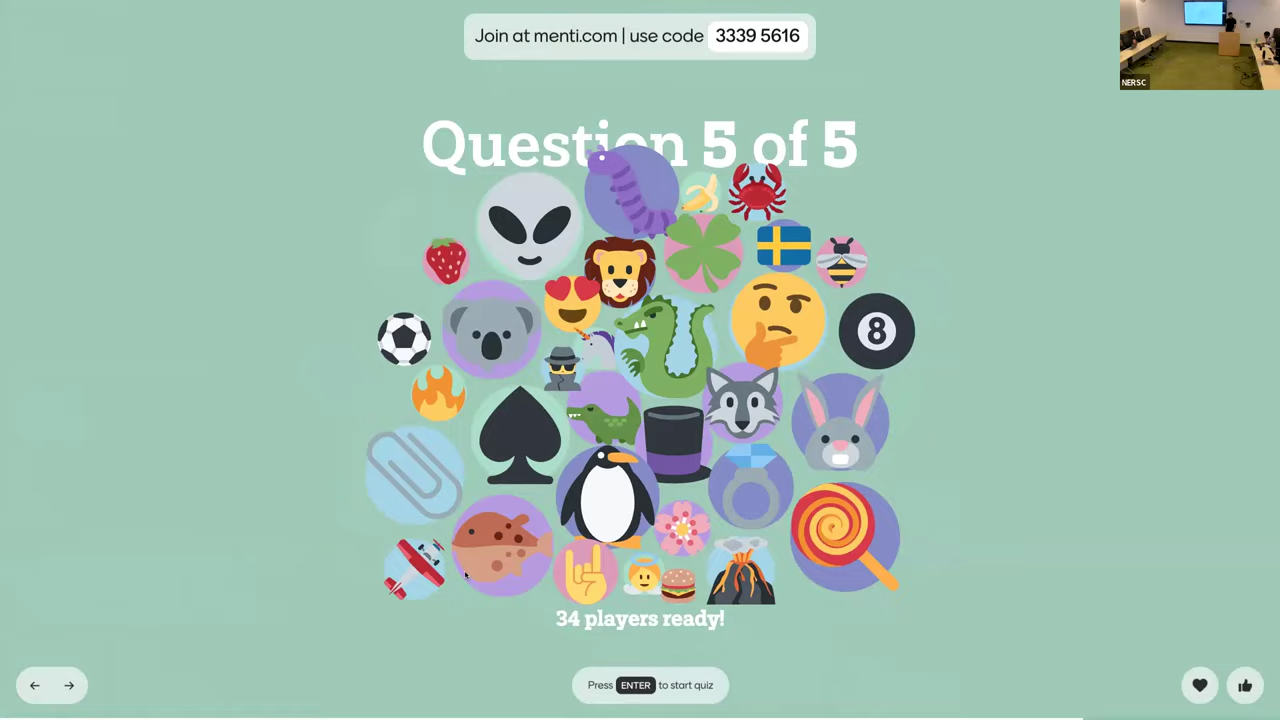 Join at menti.com | use code 3339 5616
NERSC
Question 5 of 5
8
34 players ready!
Press ENTER to start quiz